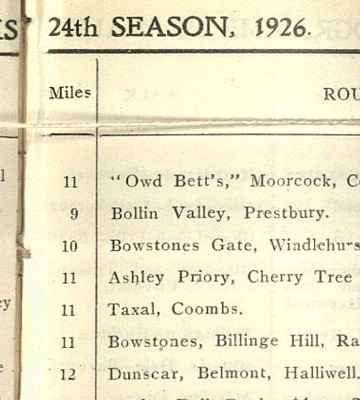 24th SEASON, 1926.
Miles
11 "Owd Bett's," Moorcock,
9 Bollin Valley, Prestbury.
10 Bowstones Gate,
11 Ashley Priory, Cherry Tree
11 Taxal, Coombs.
11 Bowstones, Billinge Hill,
12 Dunscar, Belmont, Halliwell.